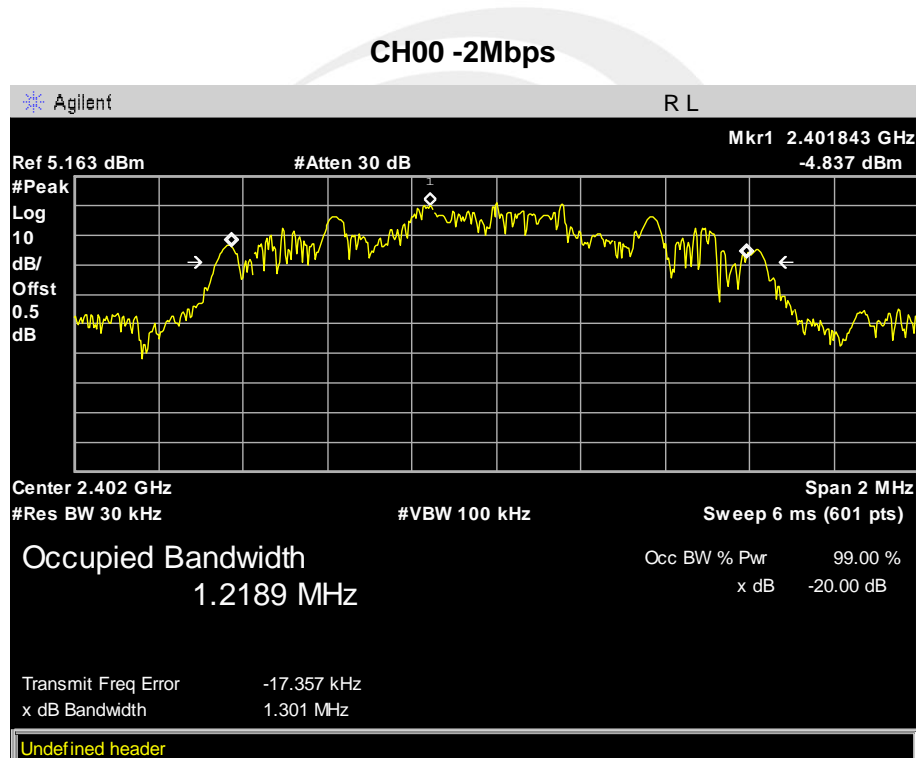 CH00 -2Mbps
Agilent R L
Mkr1 2.401843 GHz
Ref 5.163 dBm #Atten 30 dB -4.837 dBm
#Peak
Log
10
dB/
Offst
0.5
dB
1
Center 2.402 GHz Span 2 MHz
#Res BW 30 kHz #VBW 100 kHz Sweep 6 ms (601 pts)
Occupied Bandwidth Occ BW % Pwr 99.00 %
1.2189 MHz x dB -20.00 dB
Transmit Freq Error -17.357 kHz
x dB Bandwidth 1.301 MHz
Undefined header